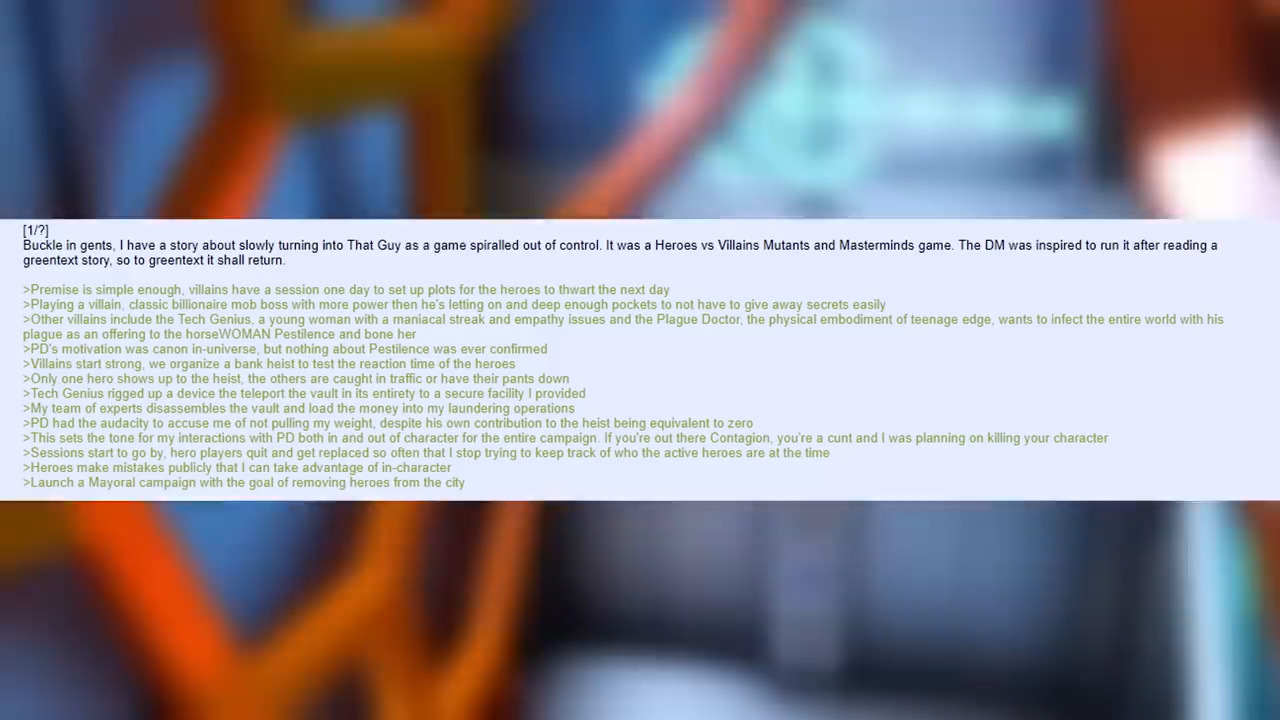 [1/?]
Buckle in gents, I have a story about slowly turning into That Guy as a game spiralled out of control. It was a Heroes vs Villains Mutants and Masterminds game. The DM was inspired to run it after reading a
greentext story, so to greentext it shall return.
>Premise is simple enough, villains have a session one day to set up plots for the heroes to thwart the next day
>Playing a villain, classic billionaire mob boss with more power then he's letting on and deep enough pockets to not have to give away secrets easily
>Other villains include the Tech Genius, a young woman with a maniacal streak and empathy issues and the Plague Doctor, the physical embodiment of teenage edge, wants to infect the entire world with his
plague as an offering to the horseWOMAN Pestilence and bone her
>PD's motivation was canon in-universe, but nothing about Pestilence was ever confirmed
>Villains start strong, we organize a bank heist to test the reaction time of the heroes
>Only one hero shows up to the heist, the others are caught in traffic or have their pants down
>Tech Genius rigged up a device the teleport the vault in its entirety to a secure facility I provided
>My team of experts disassembles the vault and load the money into my laundering operations
>PD had the audacity to accuse me of not pulling my weight, despite his own contribution to the heist being equivalent to zero
>This sets the tone for my interactions with PD both in and out of character for the entire campaign. If you're out there Contagion, you're a cunt and I was planning on killing your character
>Sessions start to go by, hero players quit and get replaced so often that I stop trying to keep track of who the active heroes are at the time
>Heroes make mistakes publicly that I can take advantage of in-character
>Launch a Mayoral campaign with the goal of removing heroes from the city